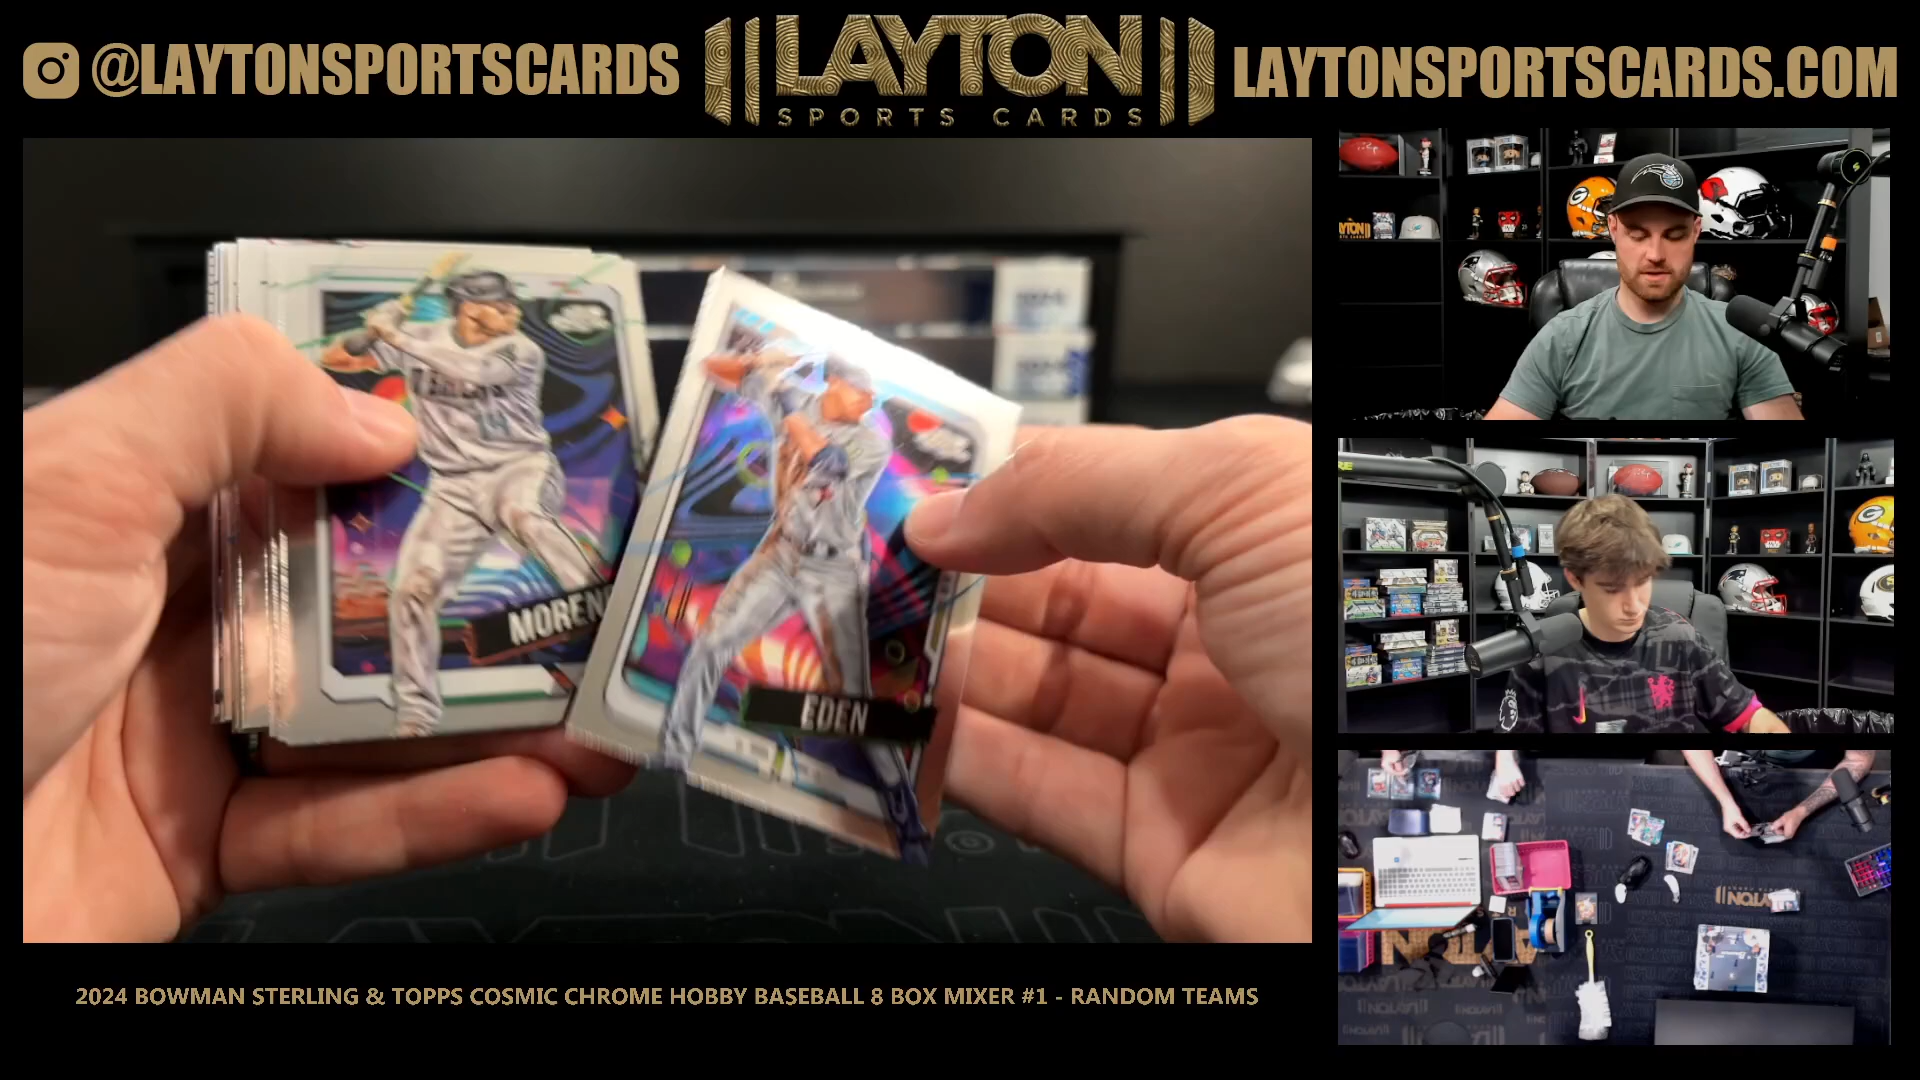 @LAYTONSPORTSCARDS
LAYTON
SPORTS CARDS
LAYTONSPORTSCARDS.COM
MOREN
EDEN
2024 BOWMAN STERLING & TOPPS COSMIC CHROME HOBBY BASEBALL 8 BOX MIXER #1 - RANDOM TEAMS